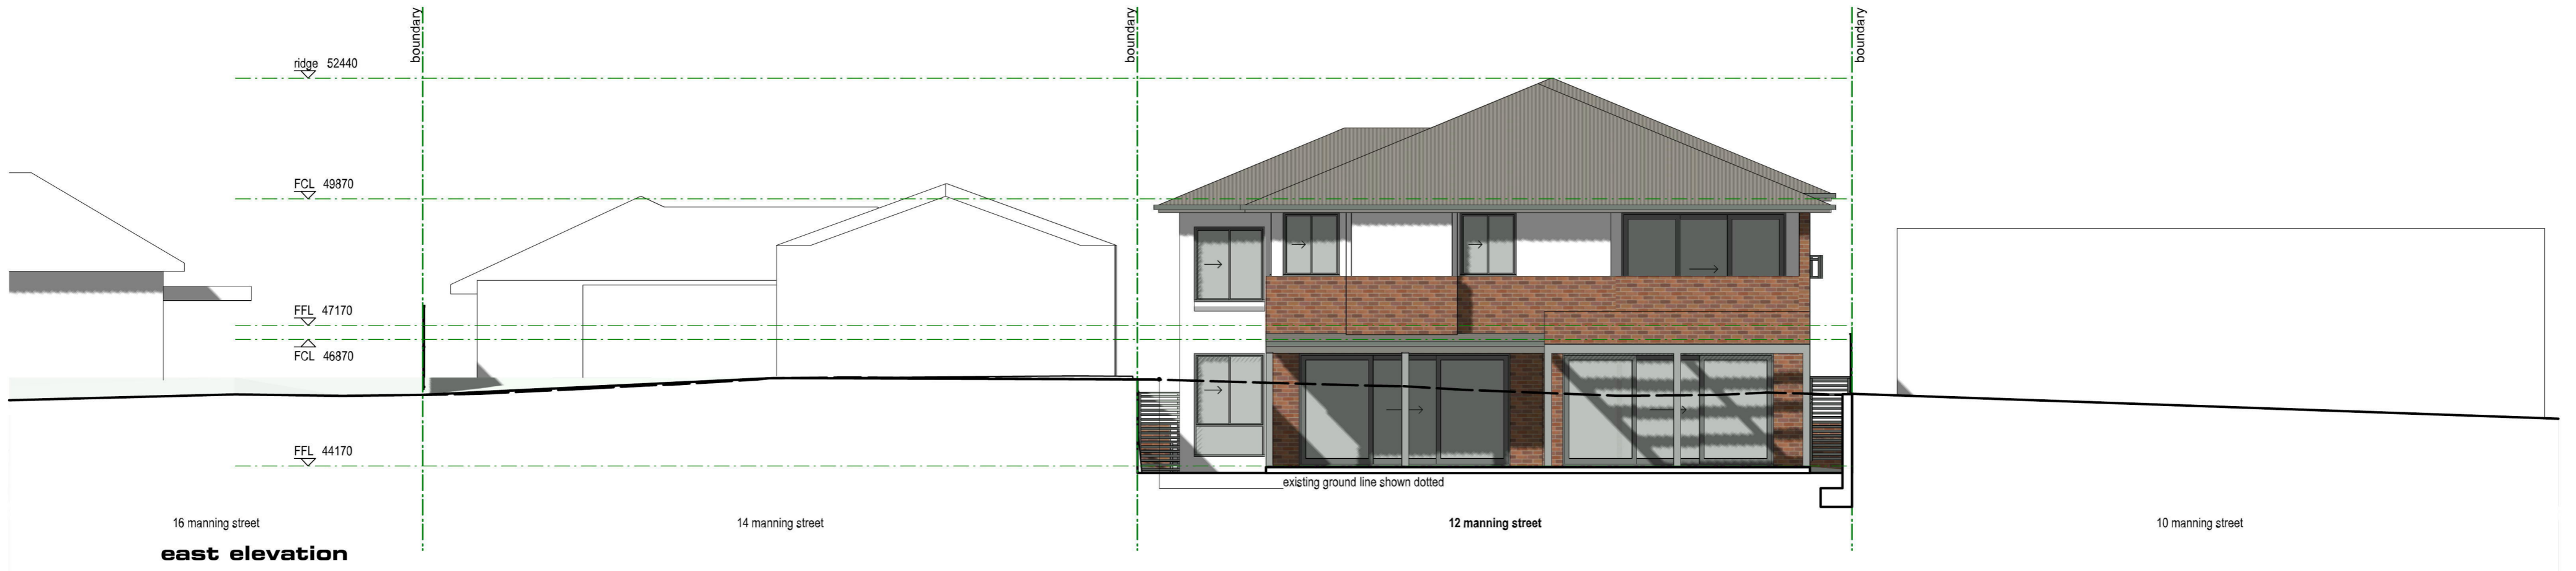 boundary
boundary
boundary
ridge 52440
FCL 49870
FFL 47170
FCL 46870
FFL 44170
existing ground line shown dotted
16 manning street
14 manning street
12 manning street
10 manning street
east elevation